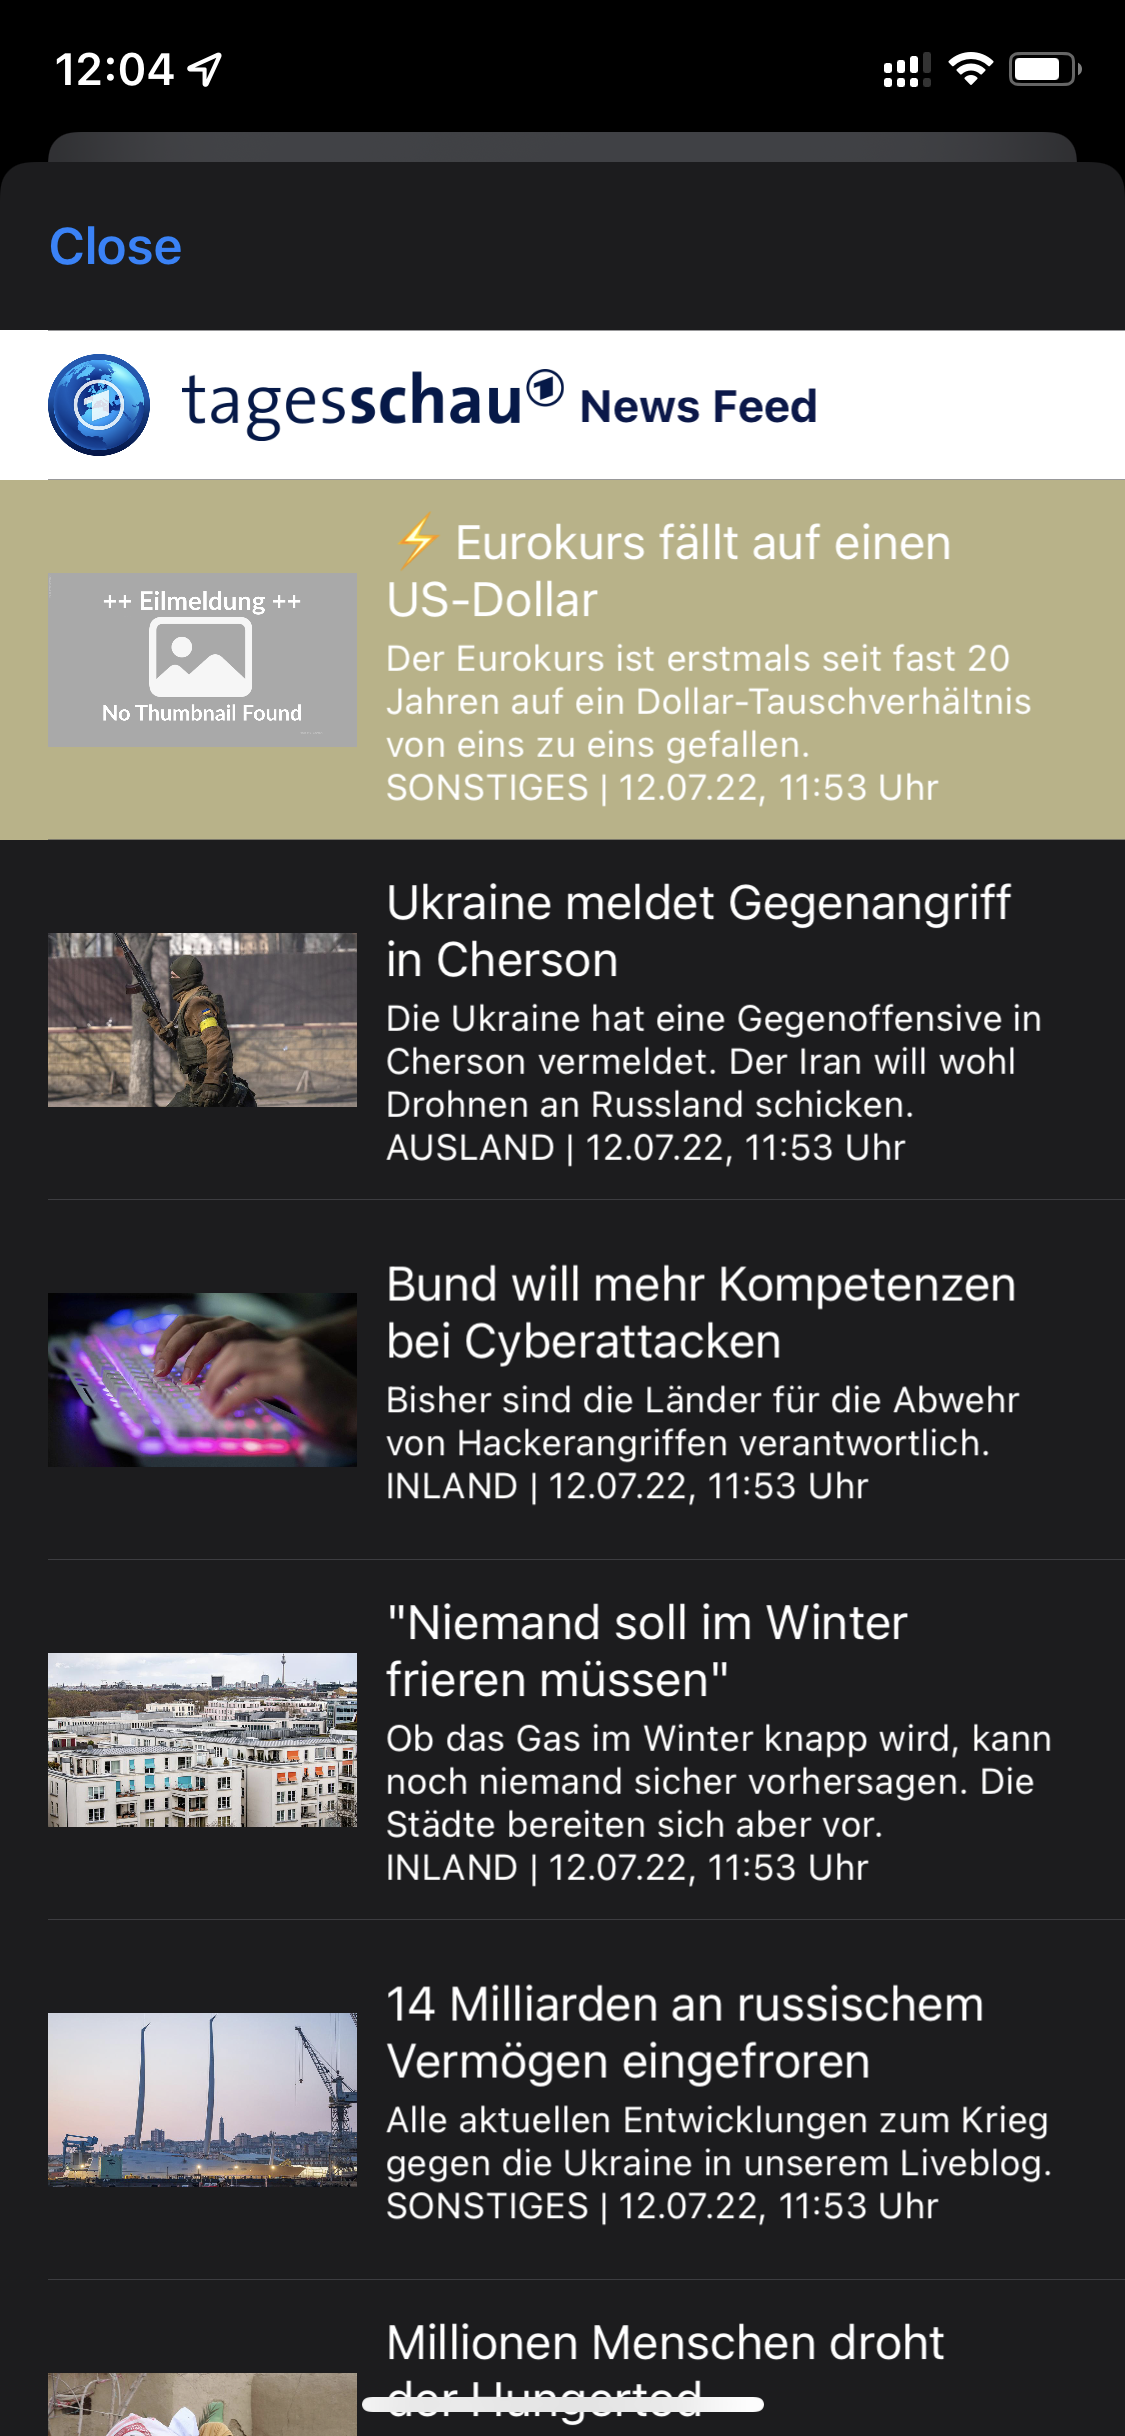 12:04
Close
tagesschau News Feed
⚡ Eurokurs fällt auf einen
US-Dollar
++ Eilmeldung ++
No Thumbnail Found
Der Eurokurs ist erstmals seit fast 20
Jahren auf ein Dollar-Tauschverhältnis
von eins zu eins gefallen.
SONSTIGES | 12.07.22, 11:53 Uhr
Ukraine meldet Gegenangriff
in Cherson
Die Ukraine hat eine Gegenoffensive in
Cherson vermeldet. Der Iran will wohl
Drohnen an Russland schicken.
AUSLAND | 12.07.22, 11:53 Uhr
Bund will mehr Kompetenzen
bei Cyberattacken
Bisher sind die Länder für die Abwehr
von Hackerangriffen verantwortlich.
INLAND | 12.07.22, 11:53 Uhr
"Niemand soll im Winter
frieren müssen"
Ob das Gas im Winter knapp wird, kann
noch niemand sicher vorhersagen. Die
Städte bereiten sich aber vor.
INLAND | 12.07.22, 11:53 Uhr
14 Milliarden an russischem
Vermögen eingefroren
Alle aktuellen Entwicklungen zum Krieg
gegen die Ukraine in unserem Liveblog.
SONSTIGES | 12.07.22, 11:53 Uhr
Millionen Menschen droht
der Hungertod